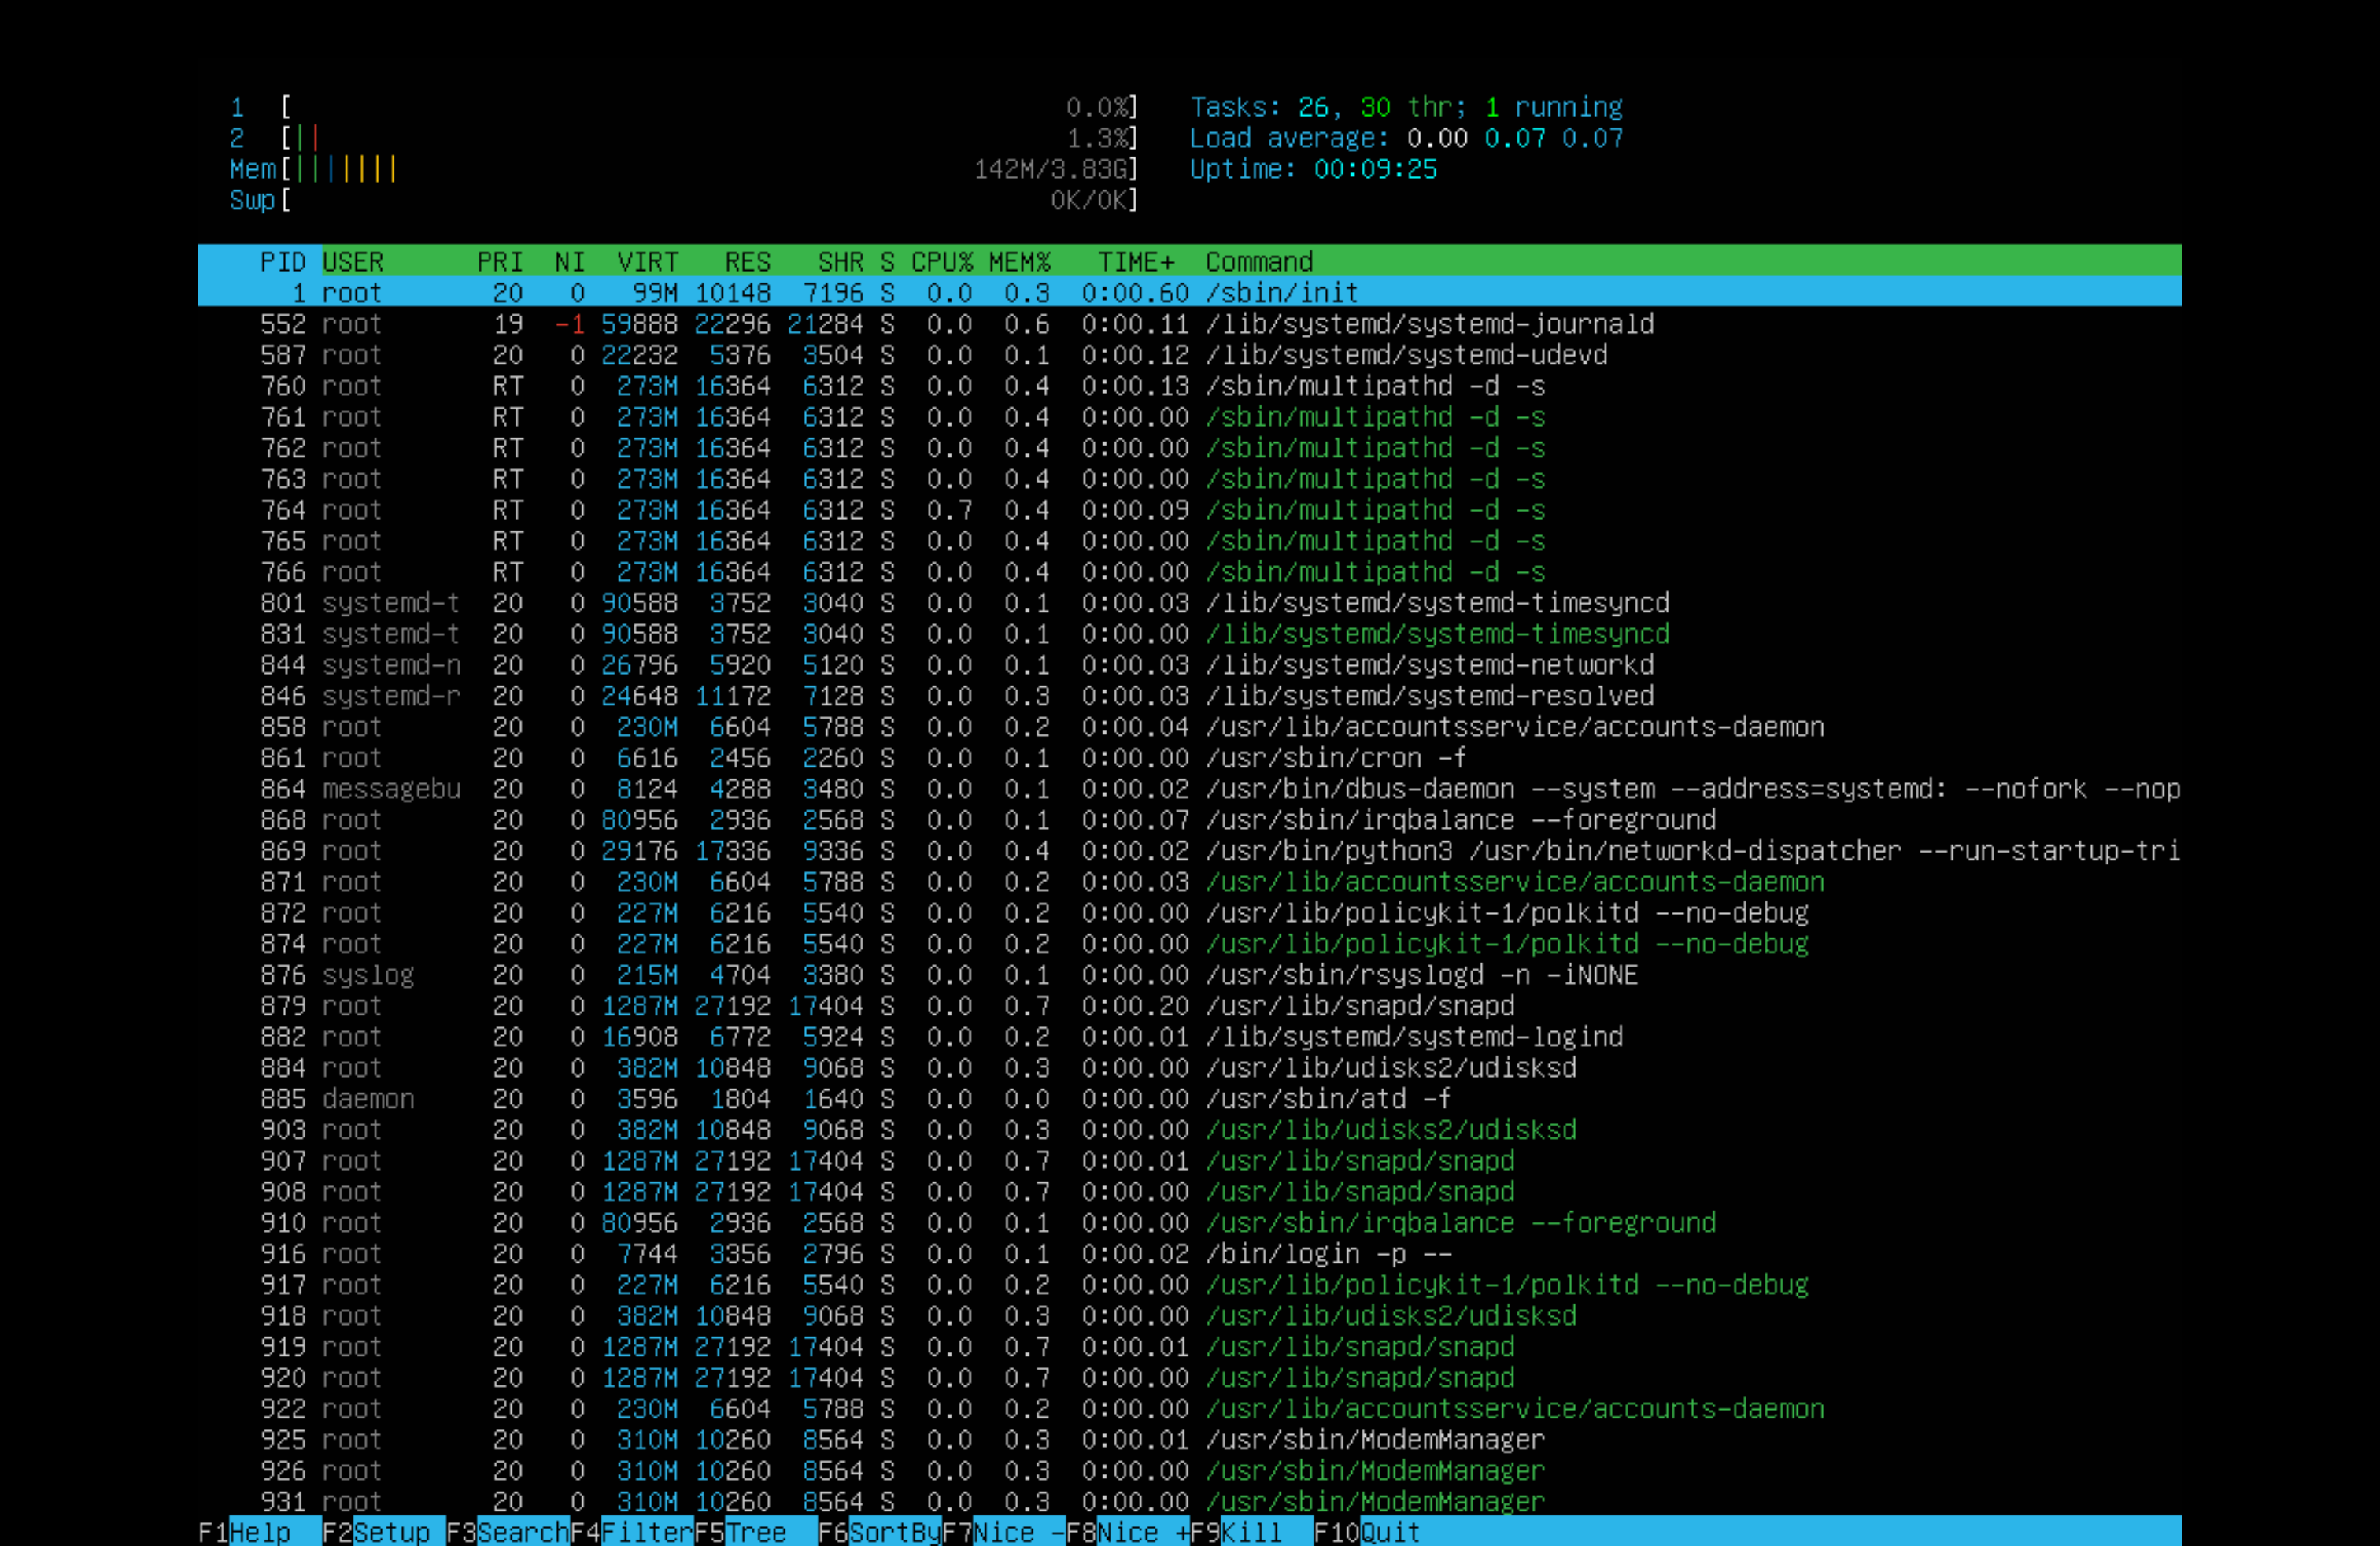 1 [ 0.0%] Tasks: 26, 30 thr; 1 running
2 [|| 1.3%] Load average: 0.00 0.07 0.07
Mem[||||||| 142M/3.83G] Uptime: 00:09:25
Swp[ 0K/0K]
PID USER PRI NI VIRT RES SHR S CPU% MEM% TIME+ Command
1 root 20 0 99M 10148 7196 S 0.0 0.3 0:00.60 /sbin/init
552 root 19 -1 59888 22296 21284 S 0.0 0.6 0:00.11 /lib/systemd/systemd-journald
587 root 20 0 22232 5376 3504 S 0.0 0.1 0:00.12 /lib/systemd/systemd-udevd
760 root RT 0 273M 16364 6312 S 0.0 0.4 0:00.13 /sbin/multipathd -d -s
761 root RT 0 273M 16364 6312 S 0.0 0.4 0:00.00 /sbin/multipathd -d -s
762 root RT 0 273M 16364 6312 S 0.0 0.4 0:00.00 /sbin/multipathd -d -s
763 root RT 0 273M 16364 6312 S 0.0 0.4 0:00.00 /sbin/multipathd -d -s
764 root RT 0 273M 16364 6312 S 0.7 0.4 0:00.09 /sbin/multipathd -d -s
765 root RT 0 273M 16364 6312 S 0.0 0.4 0:00.00 /sbin/multipathd -d -s
766 root RT 0 273M 16364 6312 S 0.0 0.4 0:00.00 /sbin/multipathd -d -s
801 systemd-t 20 0 90588 3752 3040 S 0.0 0.1 0:00.03 /lib/systemd/systemd-timesyncd
831 systemd-t 20 0 90588 3752 3040 S 0.0 0.1 0:00.00 /lib/systemd/systemd-timesyncd
844 systemd-n 20 0 26796 5920 5120 S 0.0 0.1 0:00.03 /lib/systemd/systemd-networkd
846 systemd-r 20 0 24648 11172 7128 S 0.0 0.3 0:00.03 /lib/systemd/systemd-resolved
858 root 20 0 230M 6604 5788 S 0.0 0.2 0:00.04 /usr/lib/accountsservice/accounts-daemon
861 root 20 0 6616 2456 2260 S 0.0 0.1 0:00.00 /usr/sbin/cron -f
864 messagebu 20 0 8124 4288 3480 S 0.0 0.1 0:00.02 /usr/bin/dbus-daemon --system --address=systemd: --nofork --nop
868 root 20 0 80956 2936 2568 S 0.0 0.1 0:00.07 /usr/sbin/irqbalance --foreground
869 root 20 0 29176 17336 9336 S 0.0 0.4 0:00.02 /usr/bin/python3 /usr/bin/networkd-dispatcher --run-startup-tri
871 root 20 0 230M 6604 5788 S 0.0 0.2 0:00.03 /usr/lib/accountsservice/accounts-daemon
872 root 20 0 227M 6216 5540 S 0.0 0.2 0:00.00 /usr/lib/policykit-1/polkitd --no-debug
874 root 20 0 227M 6216 5540 S 0.0 0.2 0:00.00 /usr/lib/policykit-1/polkitd --no-debug
876 syslog 20 0 215M 4704 3380 S 0.0 0.1 0:00.00 /usr/sbin/rsyslogd -n -iNONE
879 root 20 0 1287M 27192 17404 S 0.0 0.7 0:00.20 /usr/lib/snapd/snapd
882 root 20 0 16908 6772 5924 S 0.0 0.2 0:00.01 /lib/systemd/systemd-logind
884 root 20 0 382M 10848 9068 S 0.0 0.3 0:00.00 /usr/lib/udisks2/udisksd
885 daemon 20 0 3596 1804 1640 S 0.0 0.0 0:00.00 /usr/sbin/atd -f
903 root 20 0 382M 10848 9068 S 0.0 0.3 0:00.00 /usr/lib/udisks2/udisksd
907 root 20 0 1287M 27192 17404 S 0.0 0.7 0:00.01 /usr/lib/snapd/snapd
908 root 20 0 1287M 27192 17404 S 0.0 0.7 0:00.00 /usr/lib/snapd/snapd
910 root 20 0 80956 2936 2568 S 0.0 0.1 0:00.00 /usr/sbin/irqbalance --foreground
916 root 20 0 7744 3356 2796 S 0.0 0.1 0:00.02 /bin/login -p --
917 root 20 0 227M 6216 5540 S 0.0 0.2 0:00.00 /usr/lib/policykit-1/polkitd --no-debug
918 root 20 0 382M 10848 9068 S 0.0 0.3 0:00.00 /usr/lib/udisks2/udisksd
919 root 20 0 1287M 27192 17404 S 0.0 0.7 0:00.01 /usr/lib/snapd/snapd
920 root 20 0 1287M 27192 17404 S 0.0 0.7 0:00.00 /usr/lib/snapd/snapd
922 root 20 0 230M 6604 5788 S 0.0 0.2 0:00.00 /usr/lib/accountsservice/accounts-daemon
925 root 20 0 310M 10260 8564 S 0.0 0.3 0:00.01 /usr/sbin/ModemManager
926 root 20 0 310M 10260 8564 S 0.0 0.3 0:00.00 /usr/sbin/ModemManager
931 root 20 0 310M 10260 8564 S 0.0 0.3 0:00.00 /usr/sbin/ModemManager
F1Help F2Setup F3SearchF4FilterF5Tree F6SortByF7Nice -F8Nice +F9Kill F10Quit